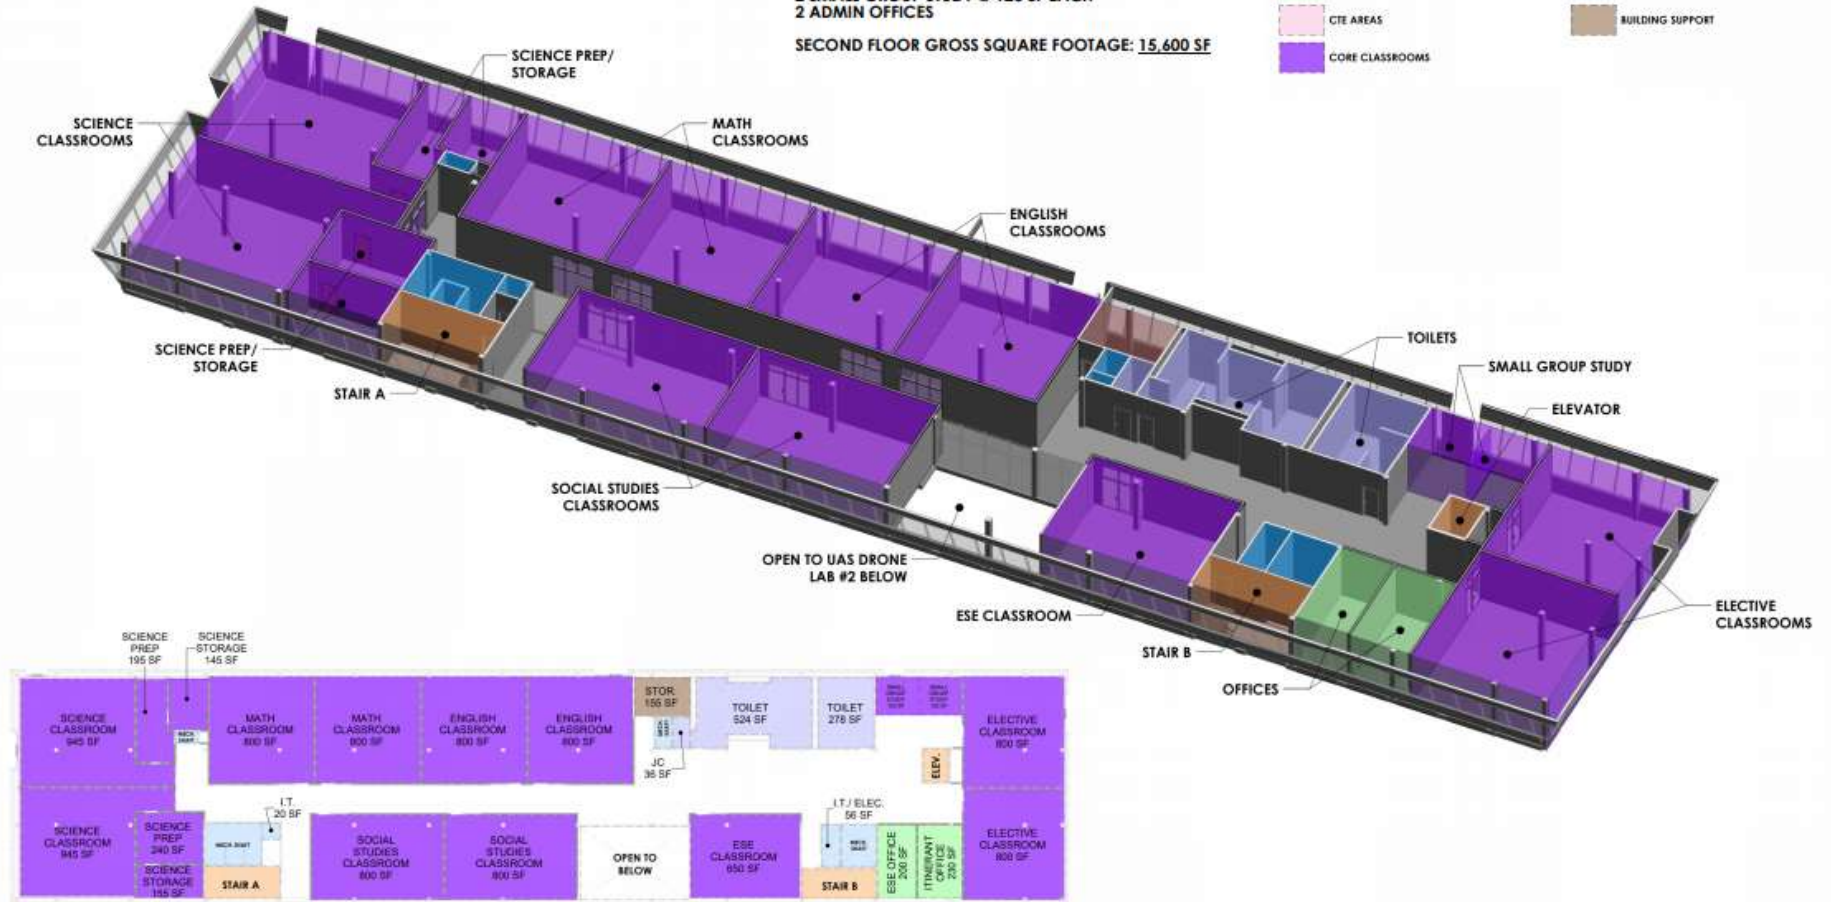 2 ADMIN OFFICES
SECOND FLOOR GROSS SQUARE FOOTAGE: 15,600 SF
CTE AREAS
BUILDING SUPPORT
CORE CLASSROOMS
SCIENCE PREP/
STORAGE
SCIENCE
CLASSROOMS
MATH
CLASSROOMS
ENGLISH
CLASSROOMS
TOILETS
SMALL GROUP STUDY
ELEVATOR
SCIENCE PREP/
STORAGE
STAIR A
SOCIAL STUDIES
CLASSROOMS
OPEN TO UAS DRONE
LAB #2 BELOW
ESE CLASSROOM
STAIR B
OFFICES
ELECTIVE
CLASSROOMS
SCIENCE
PREP
195 SF
SCIENCE
STORAGE
145 SF
SCIENCE
CLASSROOM
945 SF
MATH
CLASSROOM
800 SF
MATH
CLASSROOM
800 SF
ENGLISH
CLASSROOM
800 SF
ENGLISH
CLASSROOM
800 SF
STOR.
155 SF
TOILET
524 SF
TOILET
278 SF
ELECTIVE
CLASSROOM
800 SF
JC
36 SF
ELEV.
SCIENCE
CLASSROOM
945 SF
SCIENCE
PREP
240 SF
SCIENCE
STORAGE
155 SF
I.T.
20 SF
STAIR A
SOCIAL
STUDIES
CLASSROOM
800 SF
SOCIAL
STUDIES
CLASSROOM
800 SF
OPEN TO
BELOW
ESE
CLASSROOM
650 SF
I.T./ ELEC.
56 SF
STAIR B
ESE OFFICE
200 SF
ITINERANT
OFFICE
230 SF
ELECTIVE
CLASSROOM
800 SF